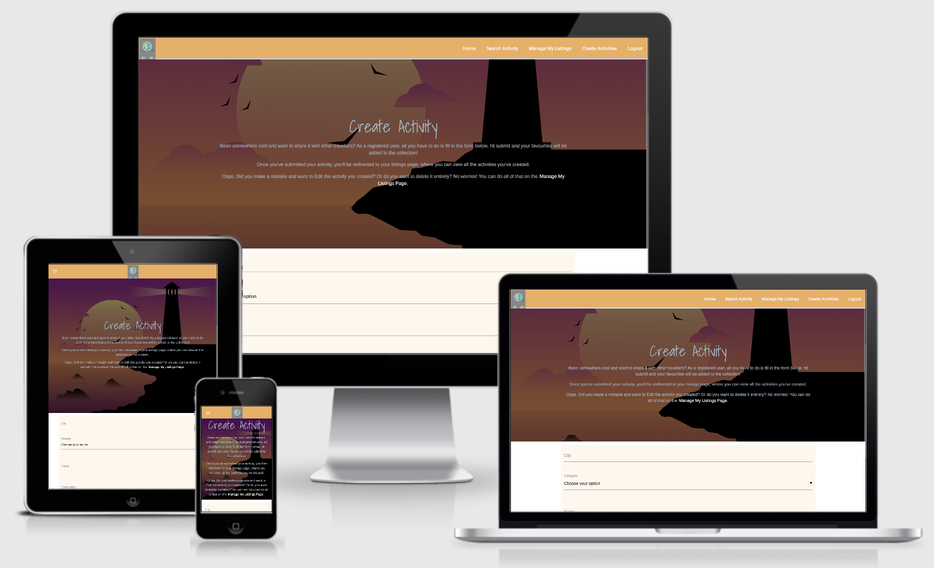 Home Search Activity Manage My Listings Create Activities Logout
Create Activity
Been somewhere cool and want to share it with other travellers? As a registered user, all you have to do is fill in the form below, hit submit and your favourites will be
added to the collection!
Once you've submitted your activity, you'll be redirected to your listings page, where you can view all the activities you've created.
Oops, Did you make a mistake and want to Edit the activity you created? Or do you want to delete it entirely? No worries! You can do all of that on the Manage My
Listings Page.
option
Create Activity
Manage My Listings Page
City
Choose your option
Create Activity
Manage My Listings Page
Home Search Activity Manage My Listings Create Activities Logout
Create Activity
Been somewhere cool and want to share it with other travellers? As a registered user, all you have to do is fill in the form below, hit
submit and your favourites will be added to the collection!
Once you've submitted your activity, you'll be redirected to your listings page, where you can view all the activities you've created.
Oops, Did you make a mistake and want to Edit the activity you created? Or do you want to delete it entirely? No worries! You can do
all of that on the Manage My Listings Page.
City
Category
Choose your option